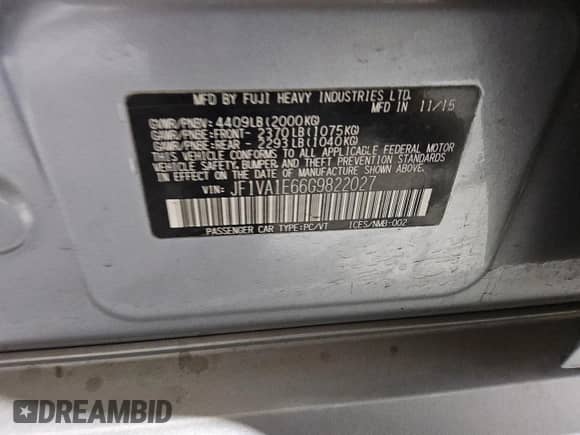 MFD BY FUJI HEAVY INDUSTRIES LTD.
MFD IN 11/15
GVWR/PNBV: 4409LB(2000KG)
GAWR/PNBE:FRONT- 2370LB(1075KG)
GAWR/PNBE:REAR - 2293LB(1040KG)
THIS VEHICLE CONFORMS TO ALL APPLICABLE FEDERAL MOTOR
VEHICLE SAFETY, BUMPER, AND THEFT PREVENTION STANDARDS
IN EFFECT ON THE DATE OF MANUFACTURE SHOWN ABOVE.
VIN: JF1VA1E66G9822027
PASSENGER CAR TYPE:PC/VT ICES/NMB-002
DREAMBID